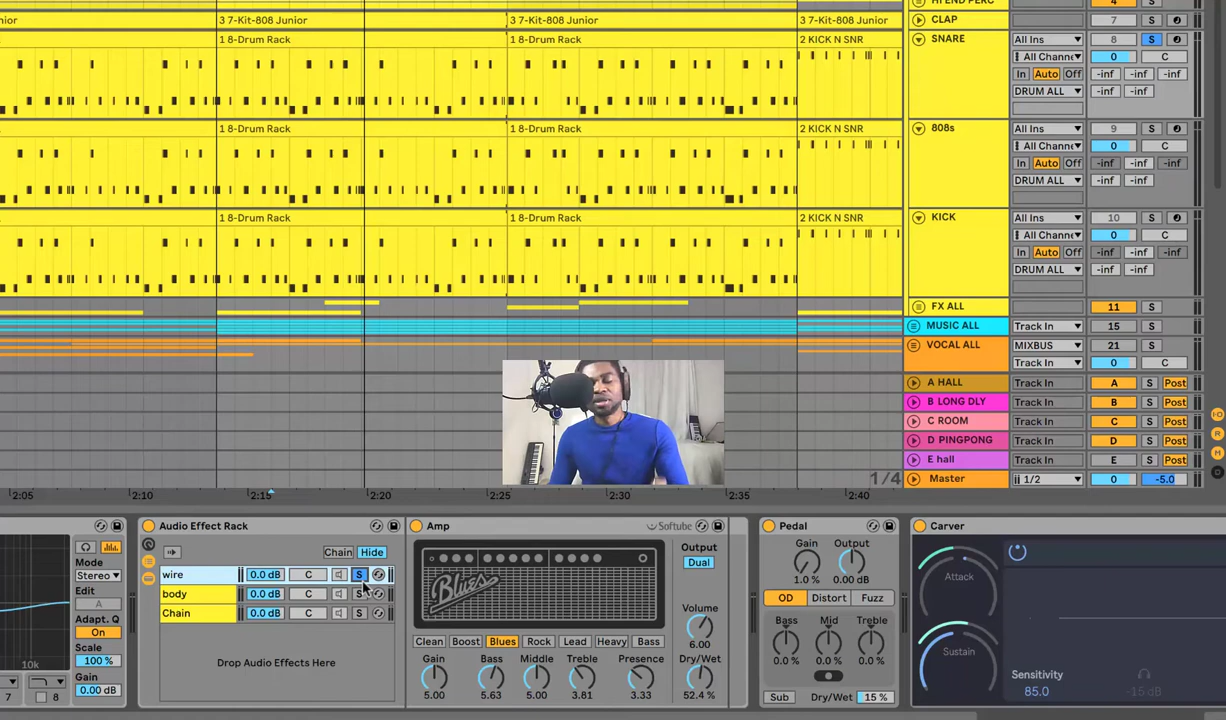 HI END PERC 4
nior 3 7-Kit-808 Junior 3 7-Kit-808 Junior 3 7-Kit-808 Junior CLAP 7 S
1 8-Drum Rack 1 8-Drum Rack 2 KICK N SNR SNARE All Ins 8 S
All Channe 0 C
In Auto Off -inf -inf -inf
DRUM ALL -inf -inf
1 8-Drum Rack 1 8-Drum Rack 2 KICK N SNR 808s All Ins 9 S
All Channe 0 C
In Auto Off -inf -inf -inf
DRUM ALL -inf -inf
1 8-Drum Rack 1 8-Drum Rack 2 KICK N SNR KICK All Ins 10 S
All Channe 0 C
In Auto Off -inf -inf -inf
DRUM ALL -inf -inf
FX ALL 11 S
MUSIC ALL Track In 15 S
VOCAL ALL MIXBUS 21 S
Track In 0 C
A HALL Track In A S Post
B LONG DLY Track In B S Post
C ROOM Track In C S Post
D PINGPONG Track In D S Post
E hall Track In E S Post
1/4 Master 1/2 0 -5.0
2:05 2:10 2:15 2:20 2:25 2:30 2:35 2:40
Audio Effect Rack Amp Softube Pedal Carver
Mode
Stereo
Edit
A
Adapt. Q
On
Scale
100 %
Gain
0.00 dB
10k
7 8
Chain Hide
wire 0.0 dB C S
body 0.0 dB C S
Chain 0.0 dB C S
Drop Audio Effects Here
Blues
Clean Boost Blues Rock Lead Heavy Bass
Gain Bass Middle Treble Presence
5.00 5.63 5.00 3.81 3.33
Output
Dual
Volume
6.00
Dry/Wet
52.4 %
Gain Output
1.0 % 0.00 dB
OD Distort Fuzz
Bass Mid Treble
0.0 % 0.0 % 0.0 %
Sub Dry/Wet 15 %
Attack
Sustain
Sensitivity
85.0 -15 dB